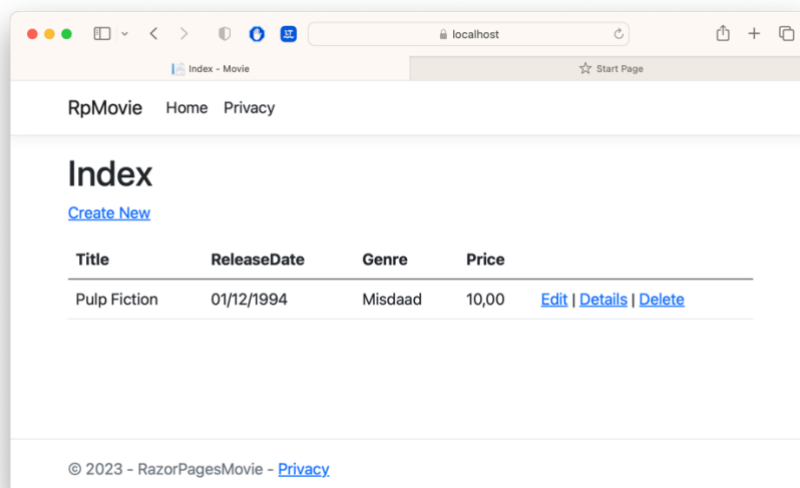 localhost
Index - Movie
Start Page
RpMovie Home Privacy
Index
Create New
Title ReleaseDate Genre Price
Pulp Fiction 01/12/1994 Misdaad 10,00 Edit | Details | Delete
© 2023 - RazorPagesMovie - Privacy